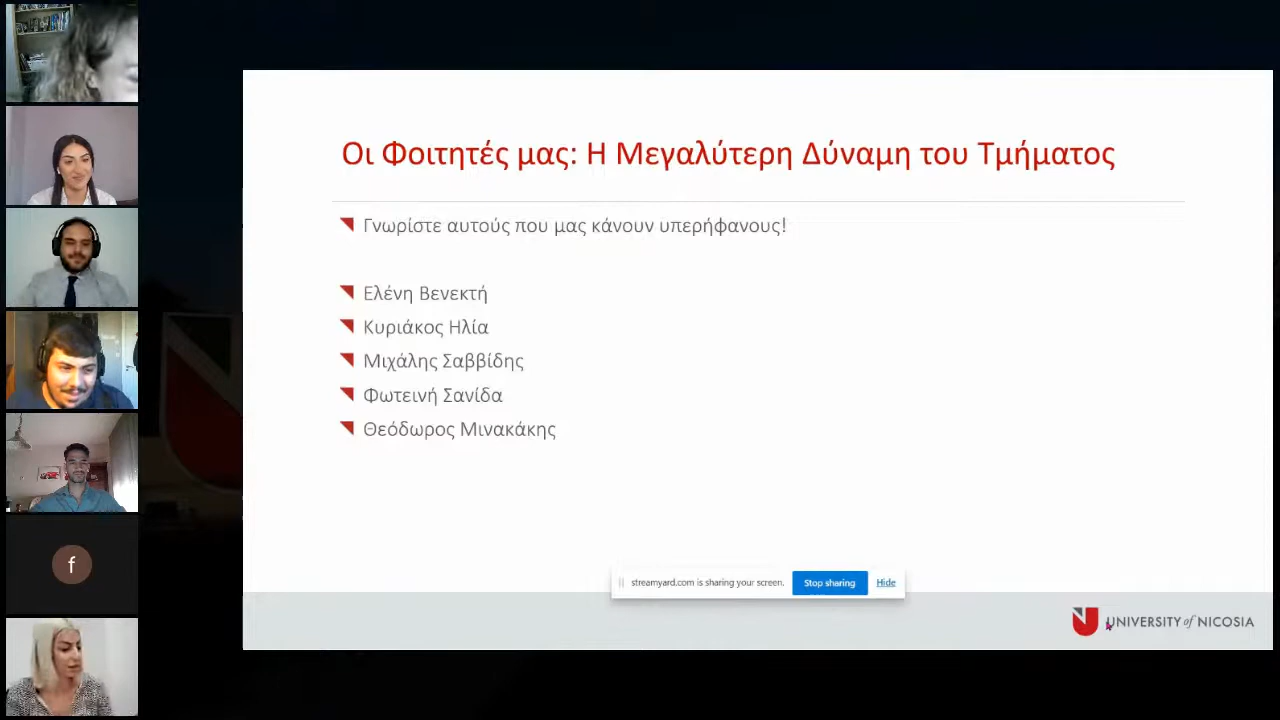 Οι Φοιτητές μας: Η Μεγαλύτερη Δύναμη του Τμήματος
Γνωρίστε αυτούς που μας κάνουν υπερήφανους!
Ελένη Βενεκτή
Κυριάκος Ηλία
Μιχάλης Σαββίδης
Φωτεινή Σανίδα
Θεόδωρος Μινακάκης
f
streamyard.com is sharing your screen. Stop sharing Hide
UNIVERSITY of NICOSIA